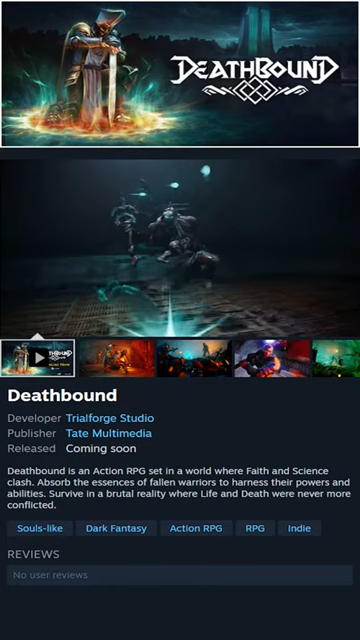 DEATHBOUND
Deathbound
Developer Trialforge Studio
Publisher Tate Multimedia
Released Coming soon
Deathbound is an Action RPG set in a world where Faith and Science
clash. Absorb the essences of fallen warriors to harness their powers and
abilities. Survive in a brutal reality where Life and Death were never more
conflicted.
Souls-like Dark Fantasy Action RPG RPG Indie
REVIEWS
No user reviews